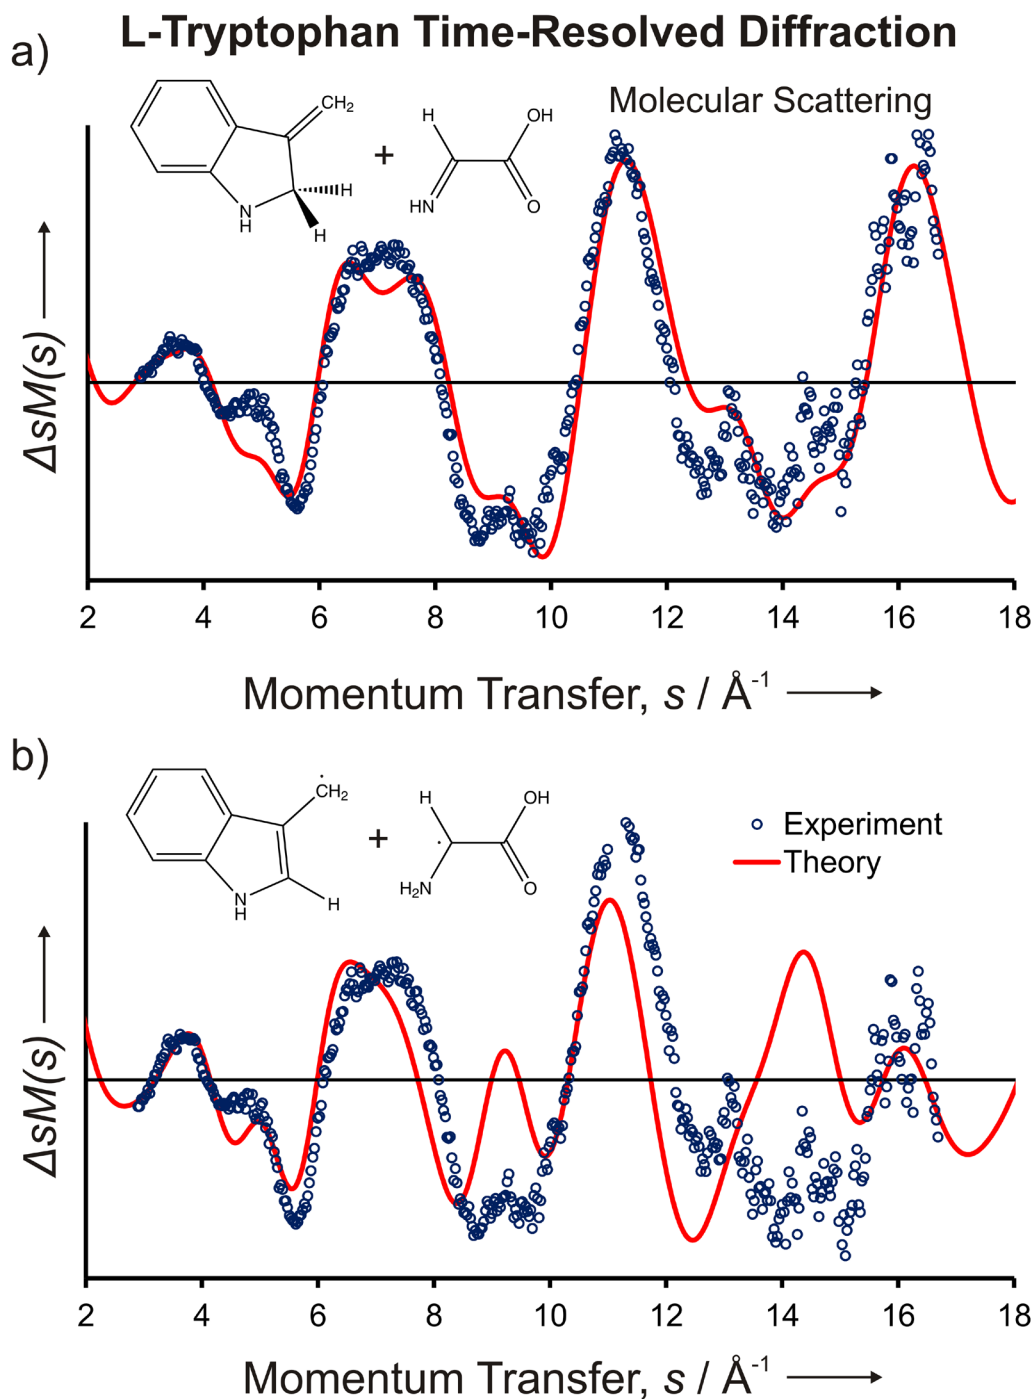 L-Tryptophan Time-Resolved Diffraction
a)
Molecular Scattering
CH₂
H
OH
+
H
N
H
H
HN
O
ΔsM(s)
2 4 6 8 10 12 14 16 18
Momentum Transfer, s / Å⁻¹
b)
·
CH₂
H
OH
Experiment
+
·
Theory
H₂N
O
N
H
H
ΔsM(s)
2 4 6 8 10 12 14 16 18
Momentum Transfer, s / Å⁻¹